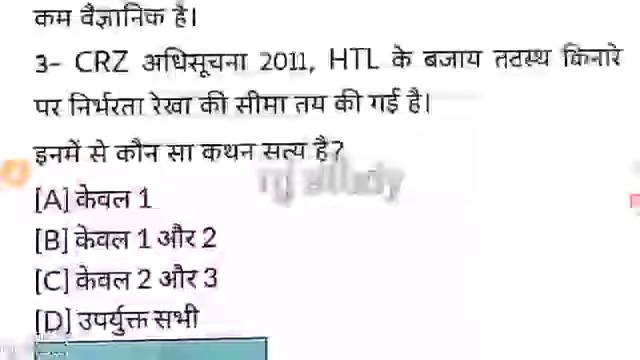 कम वैज्ञानिक है।
3- CRZ अधिसूचना 2011, HTL के बजाय तटस्थ किनारे
पर निर्भरता रेखा की सीमा तय की गई है।
इनमें से कौन सा कथन सत्य है?
study
[A] केवल 1
[B] केवल 1 और 2
[C] केवल 2 और 3
[D] उपर्युक्त सभी